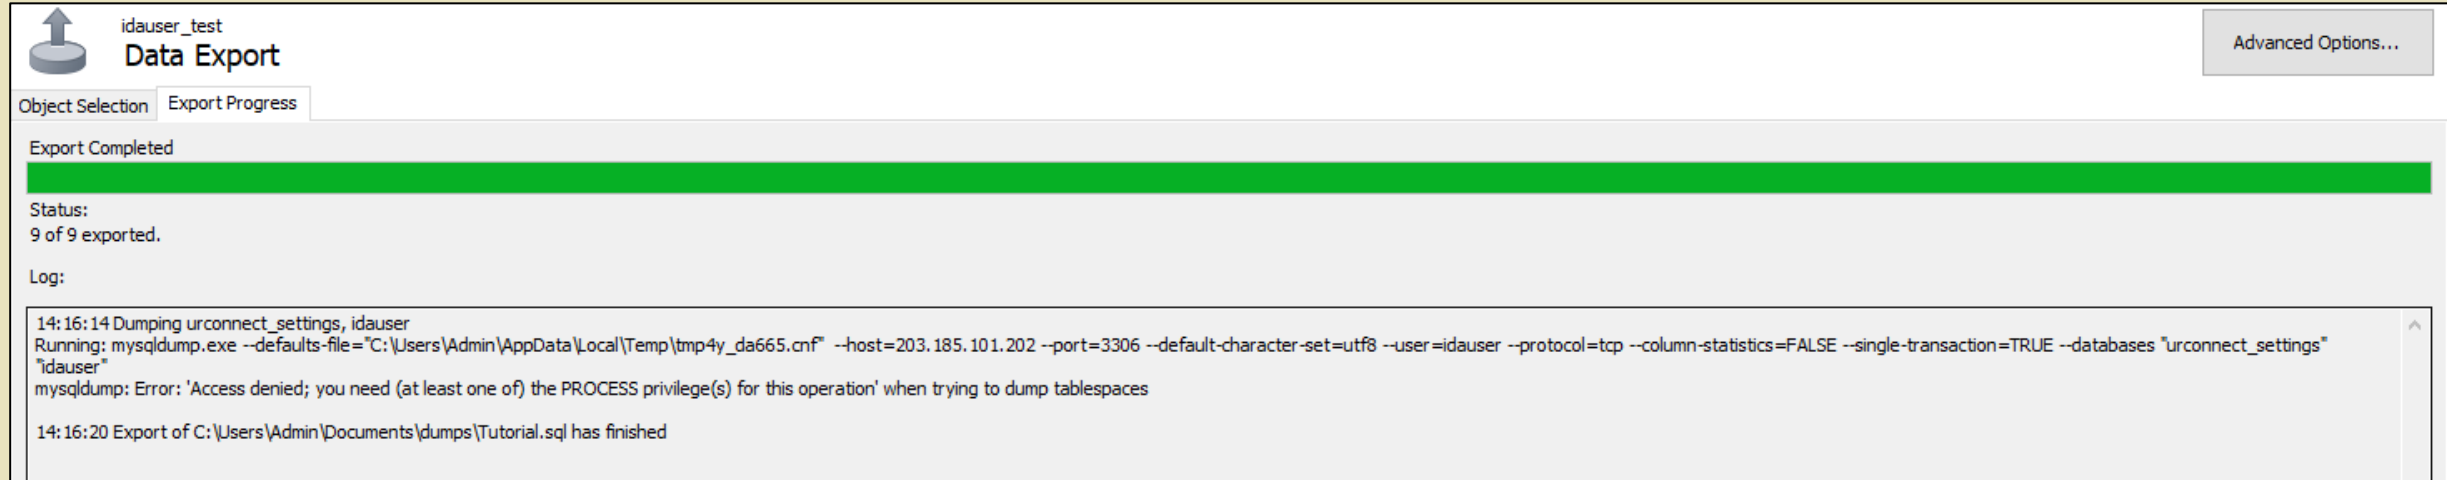 idauser_test
Data Export
Advanced Options...
Object Selection
Export Progress
Export Completed
Status:
9 of 9 exported.
Log:
14:16:14 Dumping urconnect_settings, idauser
Running: mysqldump.exe --defaults-file="C:\Users\Admin\AppData\Local\Temp\tmp4y_da665.cnf"  --host=203.185.101.202 --port=3306 --default-character-set=utf8 --user=idauser --protocol=tcp --column-statistics=FALSE --single-transaction=TRUE --databases "urconnect_settings"
"idauser"
mysqldump: Error: 'Access denied; you need (at least one of) the PROCESS privilege(s) for this operation' when trying to dump tablespaces
14:16:20 Export of C:\Users\Admin\Documents\dumps\Tutorial.sql has finished